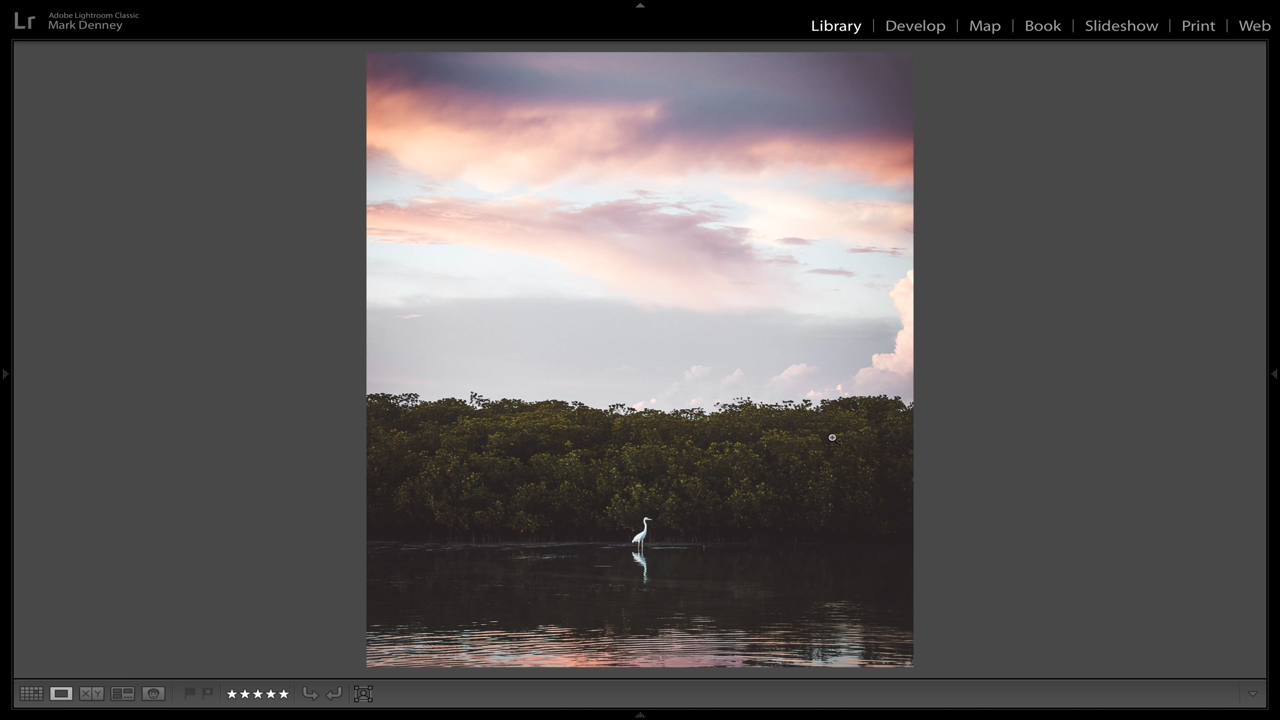 Lr
Adobe Lightroom Classic
Mark Denney
Library | Develop | Map | Book | Slideshow | Print | Web
X Y